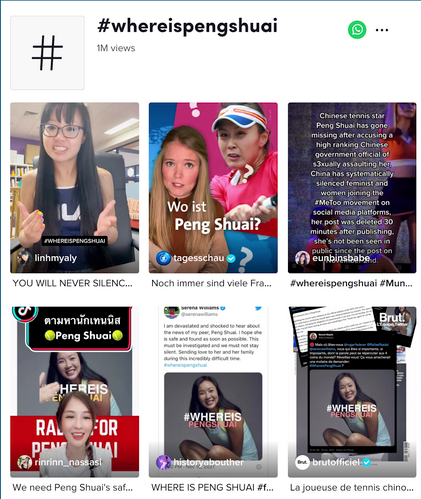 #whereispengshuai
1M views
#WHEREISPENGSHUAI
linhmyaly
YOU WILL NEVER SILENC...
Wo ist
Peng Shuai?
tagesschau
Noch immer sind viele Fra...
Chinese tennis star
Peng Shuai has gone
missing after accusing a
high ranking Chinese
government official of
s3xually assaulting her.
China has systematically
silenced feminist and
women joining the
#MeToo movement on
social media platforms,
her post was deleted 30
minutes after publishing,
she's not been seen in
public since the post on
eunbinsbabe
#whereispengshuai #Mun...
ตามหานักเทนนิส
Peng Shuai
rinrinn_nassasl
We need Peng Shuai's saf...
Serena Williams
@serenawilliams
I am devastated and shocked to hear about
the news of my peer, Peng Shuai. I hope she
is safe and found as soon as possible. This
must be investigated and we must not stay
silent. Sending love to her and her family
during this incredibly difficult time.
#whereispengshuai
#WHEREIS
PENGSHUAI
historyabouther
WHERE IS PENG SHUAI #f...
Brut.
#WHEREIS
PENGSHUAI
Brut.
brutofficiel
La joueuse de tennis chino...